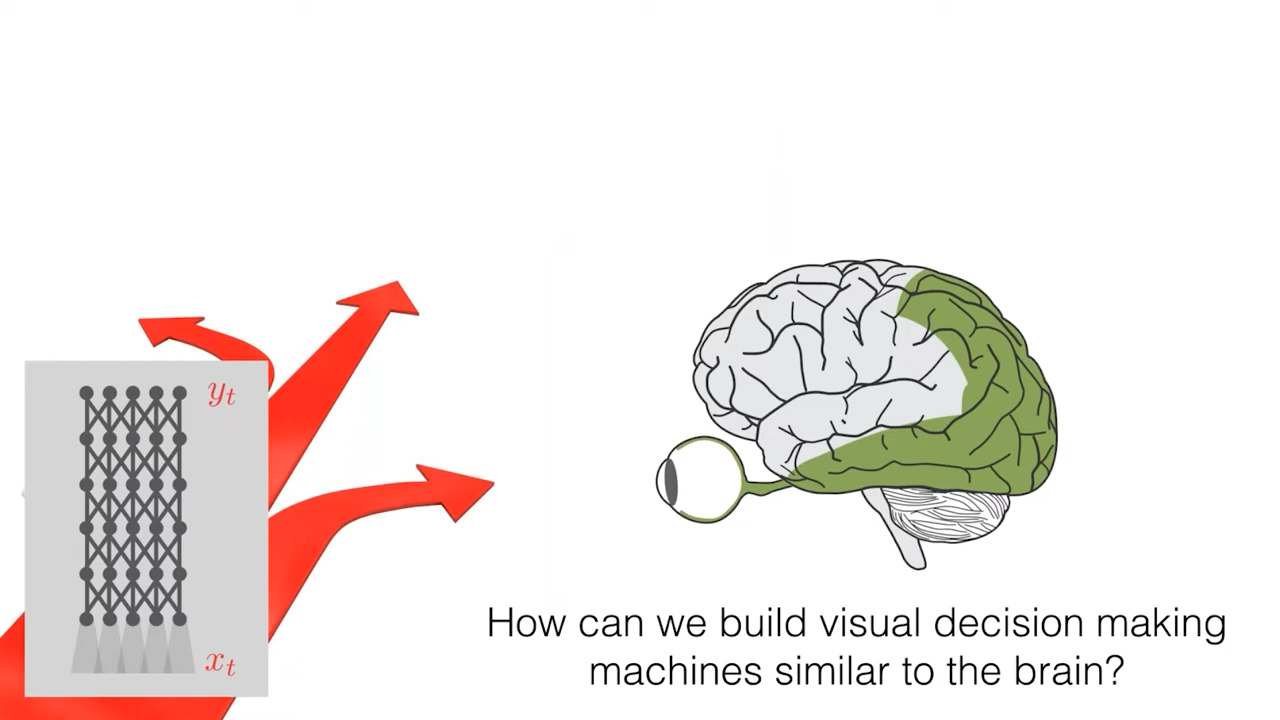 y_t
x_t
How can we build visual decision making
machines similar to the brain?